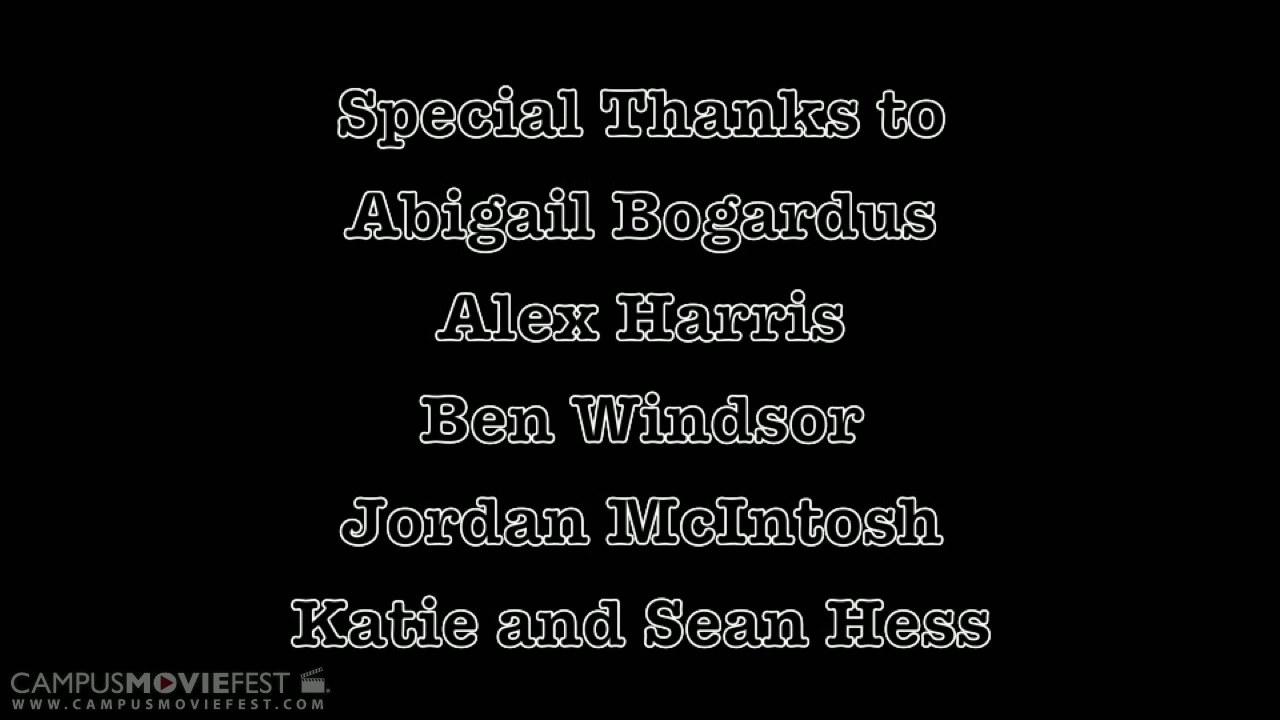 Special Thanks to
Abigail Bogardus
Alex Harris
Ben Windsor
Jordan McIntosh
Katie and Sean Hess
CAMPUSMOVIEFEST
WWW.CAMPUSMOVIEFEST.COM